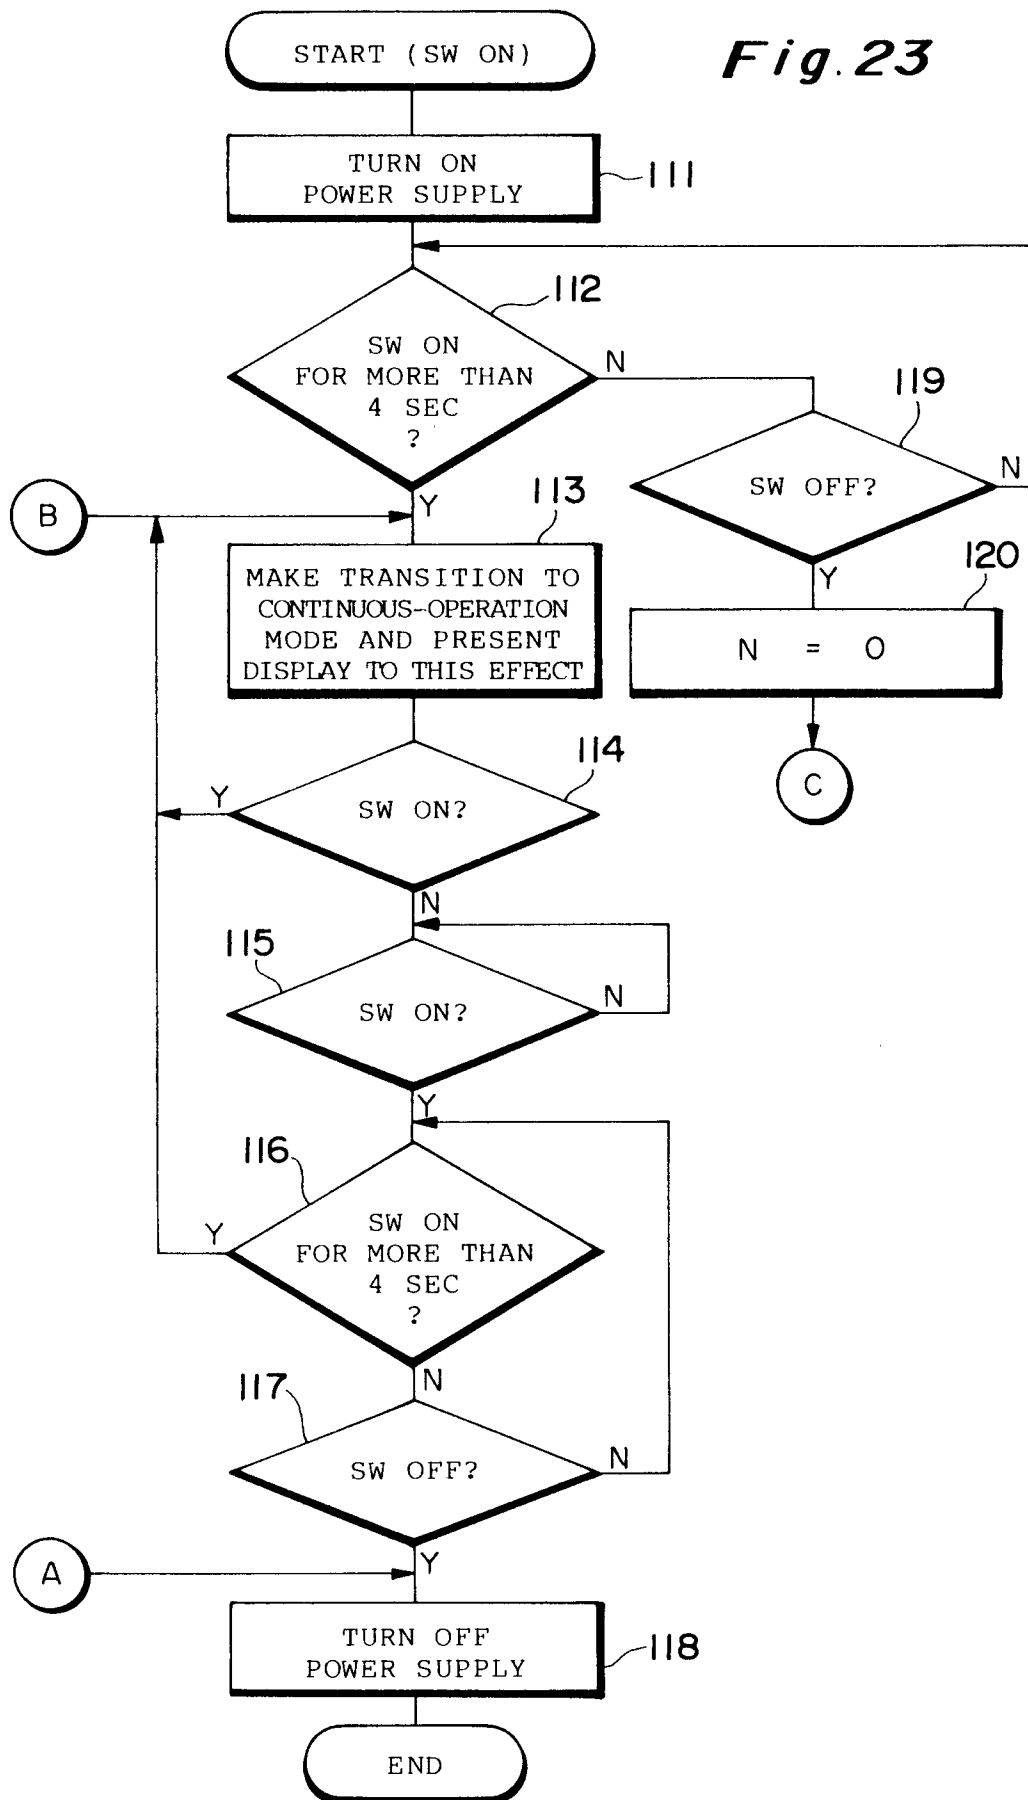 START (SW ON)
Fig. 23
TURN ON
POWER SUPPLY
111
112
SW ON
FOR MORE THAN
4 SEC
?
N
119
SW OFF?
N
B
Y
113
Y
120
MAKE TRANSITION TO
CONTINUOUS-OPERATION
MODE AND PRESENT
DISPLAY TO THIS EFFECT
N = 0
114
C
Y
SW ON?
N
115
SW ON?
N
Y
116
Y
SW ON
FOR MORE THAN
4 SEC
?
N
117
SW OFF?
N
A
Y
TURN OFF
POWER SUPPLY
118
END